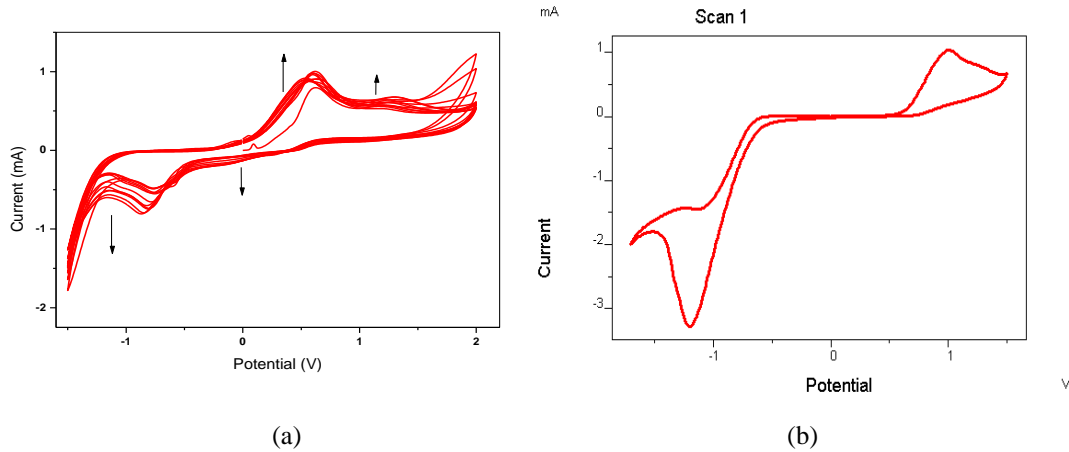 1
0
-1
-2
Current (mA)
-1
0
1
2
Potential (V)
(a)
mA
Scan 1
1
0
-1
-2
-3
Current
-1
0
1
Potential
V
(b)